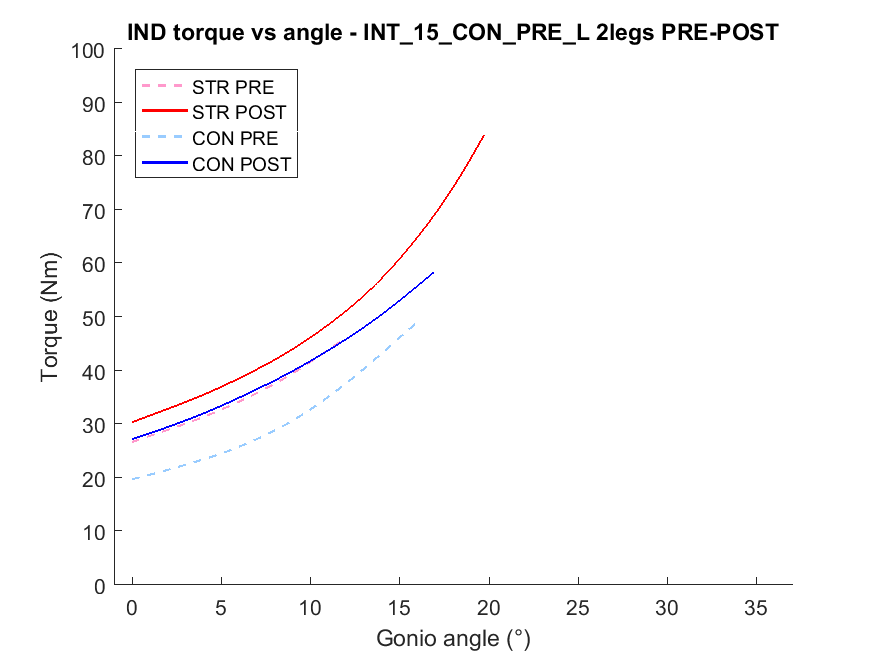 IND torque vs angle - INT_15_CON_PRE_L 2legs PRE-POST
100
90
80
70
60
50
40
30
20
10
0
Torque (Nm)
STR PRE
STR POST
CON PRE
CON POST
0 5 10 15 20 25 30 35
Gonio angle (°)